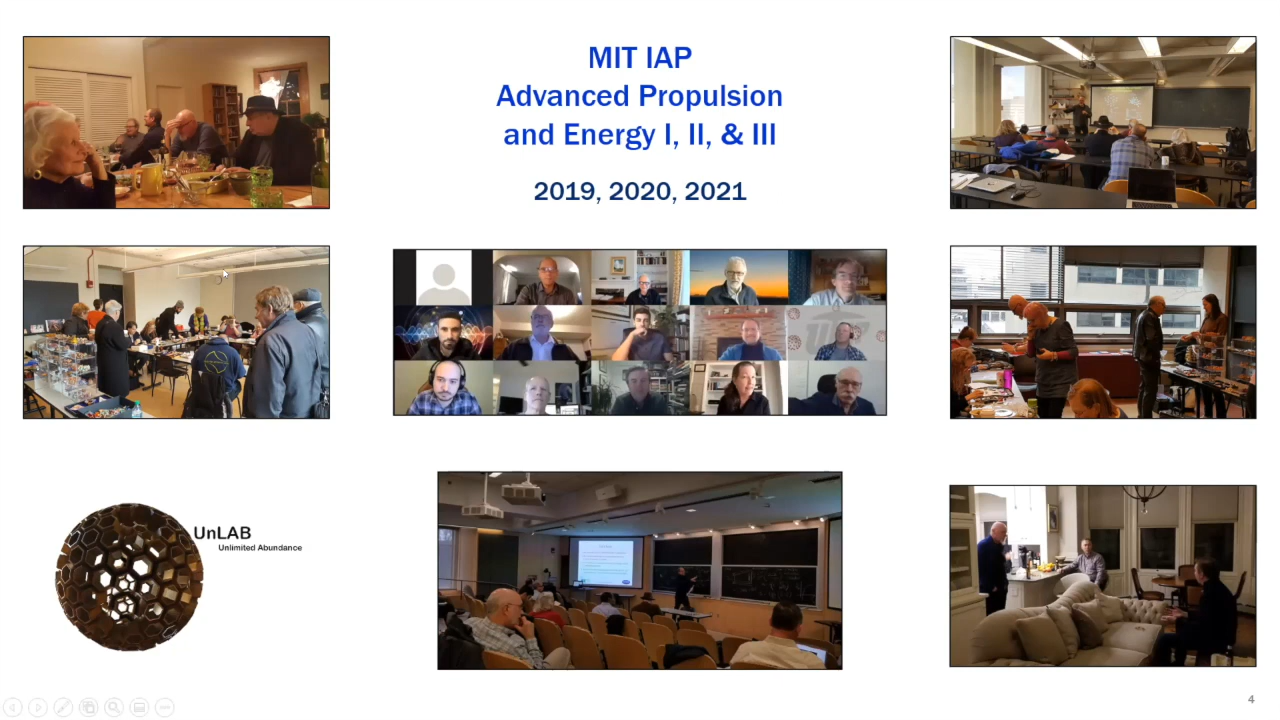 MIT IAP
Advanced Propulsion
and Energy I, II, & III
2019, 2020, 2021
UnLAB
Unlimited Abundance
4